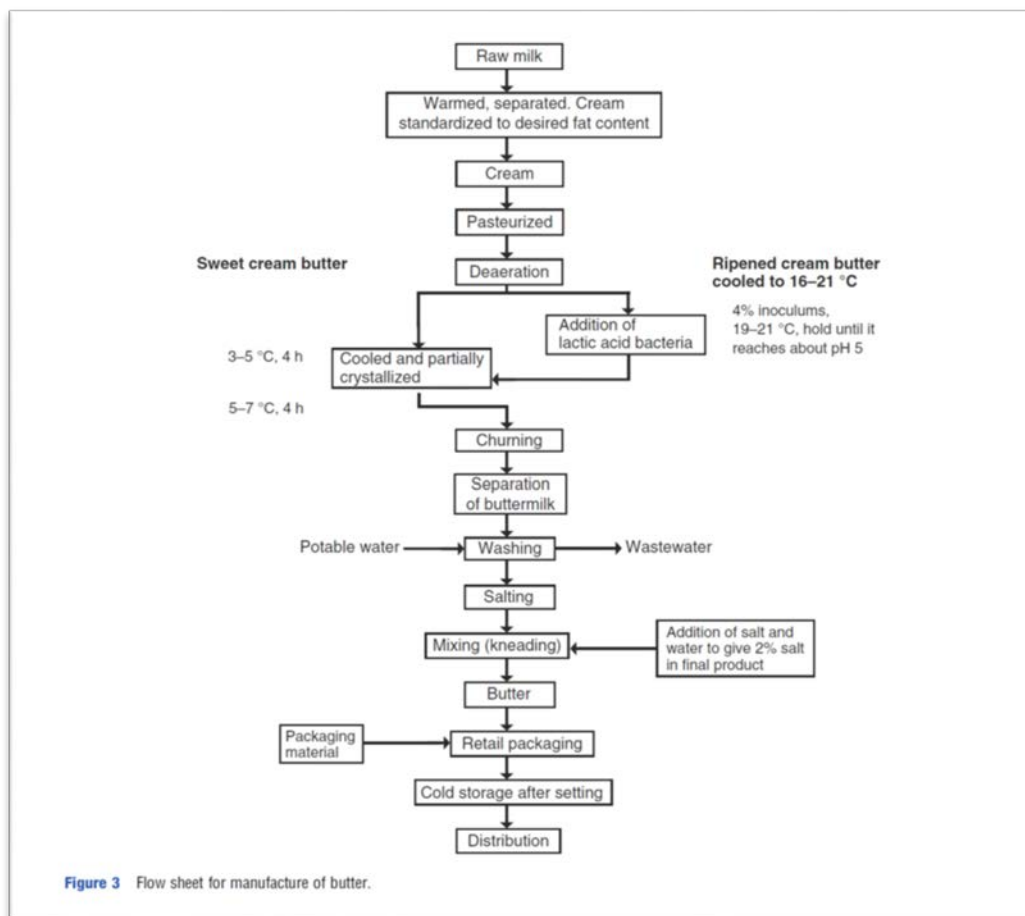 Raw milk
Warmed, separated. Cream
standardized to desired fat content
Cream
Pasteurized
Sweet cream butter
Deaeration
Ripened cream butter
cooled to 16–21 °C
4% inoculums,
19–21 °C, hold until it
reaches about pH 5
Addition of
lactic acid bacteria
3–5 °C, 4 h
Cooled and partially
crystallized
5–7 °C, 4 h
Churning
Separation
of buttermilk
Potable water
Washing
Wastewater
Salting
Mixing (kneading)
Addition of salt and
water to give 2% salt
in final product
Butter
Packaging
material
Retail packaging
Cold storage after setting
Distribution
Figure 3 Flow sheet for manufacture of butter.